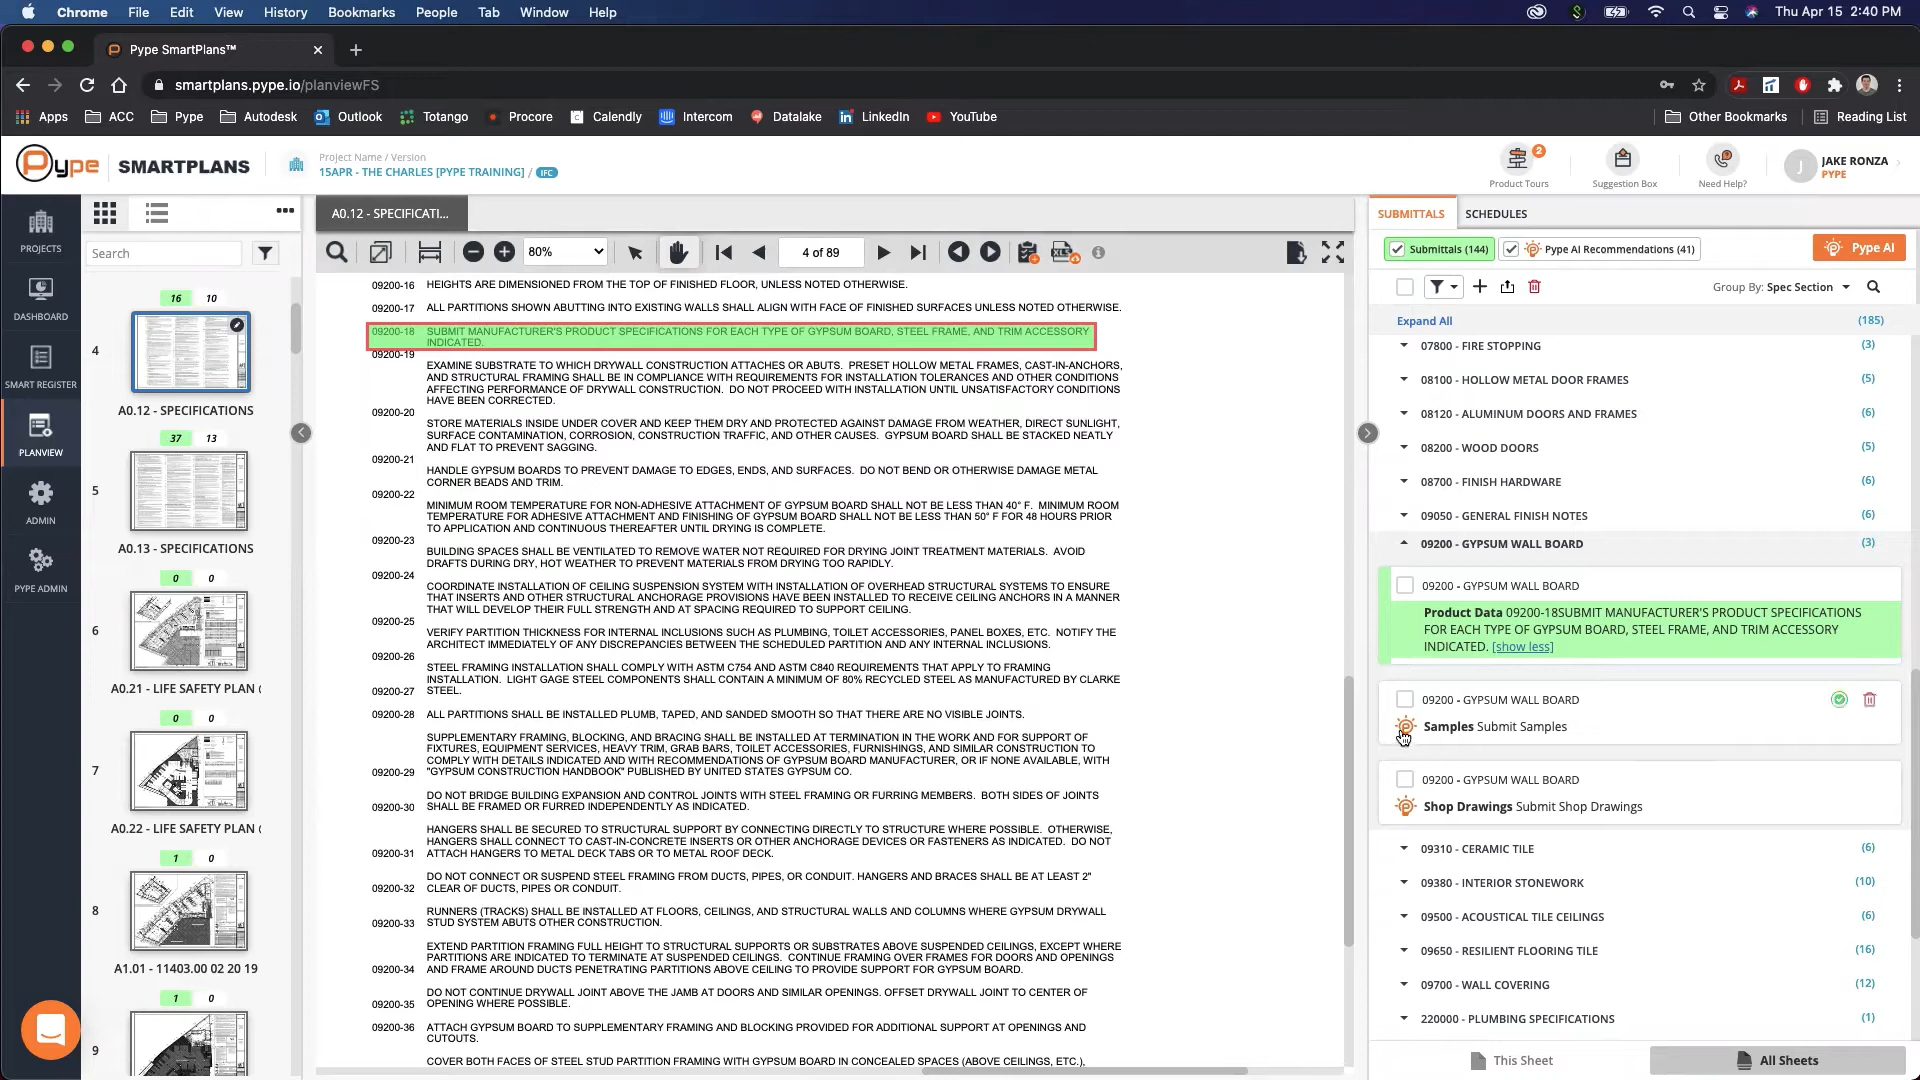 Chrome File Edit View History Bookmarks People Tab Window Help Thu Apr 15 2:40 PM
Pype SmartPlans™
smartplans.pype.io/planviewFS
Apps ACC Pype Autodesk Outlook Totango Procore Calendly Intercom Datalake LinkedIn YouTube Other Bookmarks Reading List
Pype SMARTPLANS
Project Name / Version
15APR - THE CHARLES [PYPE TRAINING] / IFC
2
Product Tours
Suggestion Box
Need Help?
J
JAKE RONZA
PYPE
PROJECTS
DASHBOARD
SMART REGISTER
PLANVIEW
ADMIN
PYPE ADMIN
Search
16 10
4
A0.12 - SPECIFICATIONS
37 13
5
A0.13 - SPECIFICATIONS
0 0
6
A0.21 - LIFE SAFETY PLAN (
0 0
7
A0.22 - LIFE SAFETY PLAN (
1 0
8
A1.01 - 11403.00 02 20 19
1 0
9
A0.12 - SPECIFICATI...
80% 4 of 89 XLS
09200-16 HEIGHTS ARE DIMENSIONED FROM THE TOP OF FINISHED FLOOR, UNLESS NOTED OTHERWISE.
09200-17 ALL PARTITIONS SHOWN ABUTTING INTO EXISTING WALLS SHALL ALIGN WITH FACE OF FINISHED SURFACES UNLESS NOTED OTHERWISE.
09200-18 SUBMIT MANUFACTURER'S PRODUCT SPECIFICATIONS FOR EACH TYPE OF GYPSUM BOARD, STEEL FRAME, AND TRIM ACCESSORY
INDICATED.
09200-19
EXAMINE SUBSTRATE TO WHICH DRYWALL CONSTRUCTION ATTACHES OR ABUTS. PRESET HOLLOW METAL FRAMES, CAST-IN-ANCHORS,
AND STRUCTURAL FRAMING SHALL BE IN COMPLIANCE WITH REQUIREMENTS FOR INSTALLATION TOLERANCES AND OTHER CONDITIONS
AFFECTING PERFORMANCE OF DRYWALL CONSTRUCTION. DO NOT PROCEED WITH INSTALLATION UNTIL UNSATISFACTORY CONDITIONS
HAVE BEEN CORRECTED.
09200-20
STORE MATERIALS INSIDE UNDER COVER AND KEEP THEM DRY AND PROTECTED AGAINST DAMAGE FROM WEATHER, DIRECT SUNLIGHT,
SURFACE CONTAMINATION, CORROSION, CONSTRUCTION TRAFFIC, AND OTHER CAUSES. GYPSUM BOARD SHALL BE STACKED NEATLY
AND FLAT TO PREVENT SAGGING.
09200-21
HANDLE GYPSUM BOARDS TO PREVENT DAMAGE TO EDGES, ENDS, AND SURFACES. DO NOT BEND OR OTHERWISE DAMAGE METAL
CORNER BEADS AND TRIM.
09200-22
MINIMUM ROOM TEMPERATURE FOR NON-ADHESIVE ATTACHMENT OF GYPSUM BOARD SHALL NOT BE LESS THAN 40° F. MINIMUM ROOM
TEMPERATURE FOR ADHESIVE ATTACHMENT AND FINISHING OF GYPSUM BOARD SHALL NOT BE LESS THAN 50° F FOR 48 HOURS PRIOR
TO APPLICATION AND CONTINUOUS THEREAFTER UNTIL DRYING IS COMPLETE.
09200-23
BUILDING SPACES SHALL BE VENTILATED TO REMOVE WATER NOT REQUIRED FOR DRYING JOINT TREATMENT MATERIALS. AVOID
DRAFTS DURING DRY, HOT WEATHER TO PREVENT MATERIALS FROM DRYING TOO RAPIDLY.
09200-24
COORDINATE INSTALLATION OF CEILING SUSPENSION SYSTEM WITH INSTALLATION OF OVERHEAD STRUCTURAL SYSTEMS TO ENSURE
THAT INSERTS AND OTHER STRUCTURAL ANCHORAGE PROVISIONS HAVE BEEN INSTALLED TO RECEIVE CEILING ANCHORS IN A MANNER
THAT WILL DEVELOP THEIR FULL STRENGTH AND AT SPACING REQUIRED TO SUPPORT CEILING.
09200-25
VERIFY PARTITION THICKNESS FOR INTERNAL INCLUSIONS SUCH AS PLUMBING, TOILET ACCESSORIES, PANEL BOXES, ETC. NOTIFY THE
ARCHITECT IMMEDIATELY OF ANY DISCREPANCIES BETWEEN THE SCHEDULED PARTITION AND ANY INTERNAL INCLUSIONS.
09200-26
STEEL FRAMING INSTALLATION SHALL COMPLY WITH ASTM C754 AND ASTM C840 REQUIREMENTS THAT APPLY TO FRAMING
INSTALLATION. LIGHT GAGE STEEL COMPONENTS SHALL CONTAIN A MINIMUM OF 80% RECYCLED STEEL AS MANUFACTURED BY CLARKE
09200-27 STEEL.
09200-28 ALL PARTITIONS SHALL BE INSTALLED PLUMB, TAPED, AND SANDED SMOOTH SO THAT THERE ARE NO VISIBLE JOINTS.
SUPPLEMENTARY FRAMING, BLOCKING, AND BRACING SHALL BE INSTALLED AT TERMINATION IN THE WORK AND FOR SUPPORT OF
FIXTURES, EQUIPMENT SERVICES, HEAVY TRIM, GRAB BARS, TOILET ACCESSORIES, FURNISHINGS, AND SIMILAR CONSTRUCTION TO
COMPLY WITH DETAILS INDICATED AND WITH RECOMMENDATIONS OF GYPSUM BOARD MANUFACTURER, OR IF NONE AVAILABLE, WITH
09200-29 "GYPSUM CONSTRUCTION HANDBOOK" PUBLISHED BY UNITED STATES GYPSUM CO.
DO NOT BRIDGE BUILDING EXPANSION AND CONTROL JOINTS WITH STEEL FRAMING OR FURRING MEMBERS. BOTH SIDES OF JOINTS
09200-30 SHALL BE FRAMED OR FURRED INDEPENDENTLY AS INDICATED.
HANGERS SHALL BE SECURED TO STRUCTURAL SUPPORT BY CONNECTING DIRECTLY TO STRUCTURE WHERE POSSIBLE. OTHERWISE,
HANGERS SHALL CONNECT TO CAST-IN-CONCRETE INSERTS OR OTHER ANCHORAGE DEVICES OR FASTENERS AS INDICATED. DO NOT
09200-31 ATTACH HANGERS TO METAL DECK TABS OR TO METAL ROOF DECK.
DO NOT CONNECT OR SUSPEND STEEL FRAMING FROM DUCTS, PIPES, OR CONDUIT. HANGERS AND BRACES SHALL BE AT LEAST 2"
09200-32 CLEAR OF DUCTS, PIPES OR CONDUIT.
RUNNERS (TRACKS) SHALL BE INSTALLED AT FLOORS, CEILINGS, AND STRUCTURAL WALLS AND COLUMNS WHERE GYPSUM DRYWALL
09200-33 STUD SYSTEM ABUTS OTHER CONSTRUCTION.
EXTEND PARTITION FRAMING FULL HEIGHT TO STRUCTURAL SUPPORTS OR SUBSTRATES ABOVE SUSPENDED CEILINGS, EXCEPT WHERE
PARTITIONS ARE INDICATED TO TERMINATE AT SUSPENDED CEILINGS. CONTINUE FRAMING OVER FRAMES FOR DOORS AND OPENINGS
09200-34 AND FRAME AROUND DUCTS PENETRATING PARTITIONS ABOVE CEILING TO PROVIDE SUPPORT FOR GYPSUM BOARD.
DO NOT CONTINUE DRYWALL JOINT ABOVE THE JAMB AT DOORS AND SIMILAR OPENINGS. OFFSET DRYWALL JOINT TO CENTER OF
09200-35 OPENING WHERE POSSIBLE.
09200-36 ATTACH GYPSUM BOARD TO SUPPLEMENTARY FRAMING AND BLOCKING PROVIDED FOR ADDITIONAL SUPPORT AT OPENINGS AND
CUTOUTS.
COVER BOTH FACES OF STEEL STUD PARTITION FRAMING WITH GYPSUM BOARD IN CONCEALED SPACES (ABOVE CEILINGS, ETC.),
SUBMITTALS SCHEDULES
Submittals (144) Pype AI Recommendations (41) Pype AI
Group By: Spec Section
Expand All (185)
07800 - FIRE STOPPING (3)
08100 - HOLLOW METAL DOOR FRAMES (5)
08120 - ALUMINUM DOORS AND FRAMES (6)
08200 - WOOD DOORS (5)
08700 - FINISH HARDWARE (6)
09050 - GENERAL FINISH NOTES (6)
09200 - GYPSUM WALL BOARD (3)
09200 - GYPSUM WALL BOARD
Product Data 09200-18SUBMIT MANUFACTURER'S PRODUCT SPECIFICATIONS
FOR EACH TYPE OF GYPSUM BOARD, STEEL FRAME, AND TRIM ACCESSORY
INDICATED. [show less]
09200 - GYPSUM WALL BOARD
Samples Submit Samples
09200 - GYPSUM WALL BOARD
Shop Drawings Submit Shop Drawings
09310 - CERAMIC TILE (6)
09380 - INTERIOR STONEWORK (10)
09500 - ACOUSTICAL TILE CEILINGS (6)
09650 - RESILIENT FLOORING TILE (16)
09700 - WALL COVERING (12)
220000 - PLUMBING SPECIFICATIONS (1)
This Sheet All Sheets